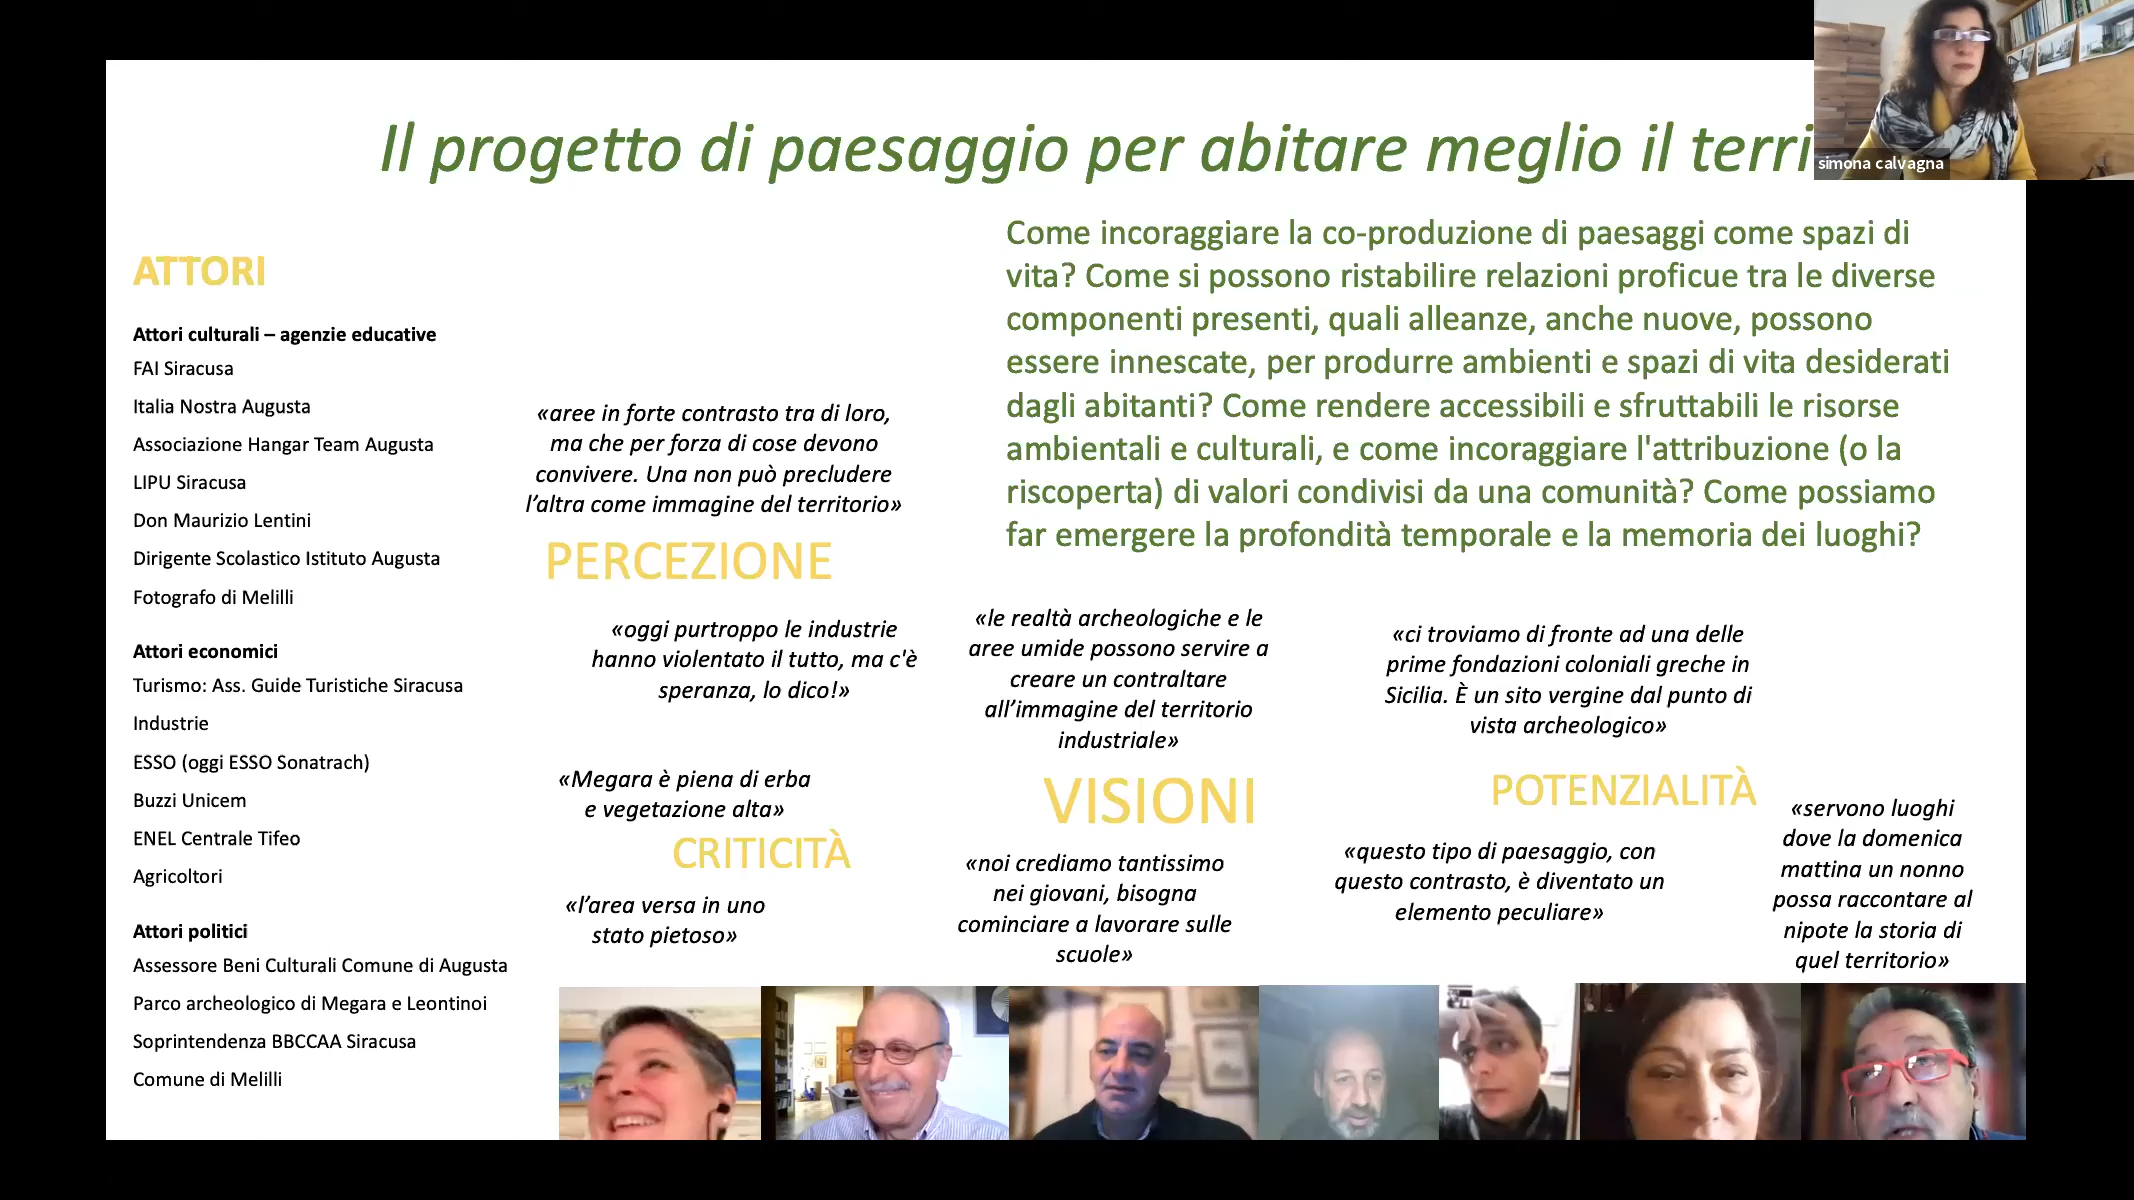 Il progetto di paesaggio per abitare meglio il terri
simona calvagna
Come incoraggiare la co-produzione di paesaggi come spazi di
vita? Come si possono ristabilire relazioni proficue tra le diverse
componenti presenti, quali alleanze, anche nuove, possono
essere innescate, per produrre ambienti e spazi di vita desiderati
dagli abitanti? Come rendere accessibili e sfruttabili le risorse
ambientali e culturali, e come incoraggiare l'attribuzione (o la
riscoperta) di valori condivisi da una comunità? Come possiamo
far emergere la profondità temporale e la memoria dei luoghi?
ATTORI
Attori culturali – agenzie educative
FAI Siracusa
Italia Nostra Augusta
Associazione Hangar Team Augusta
LIPU Siracusa
Don Maurizio Lentini
Dirigente Scolastico Istituto Augusta
Fotografo di Melilli
Attori economici
Turismo: Ass. Guide Turistiche Siracusa
Industrie
ESSO (oggi ESSO Sonatrach)
Buzzi Unicem
ENEL Centrale Tifeo
Agricoltori
Attori politici
Assessore Beni Culturali Comune di Augusta
Parco archeologico di Megara e Leontinoi
Soprintendenza BBCCAA Siracusa
Comune di Melilli
«aree in forte contrasto tra di loro,
ma che per forza di cose devono
convivere. Una non può precludere
l’altra come immagine del territorio»
PERCEZIONE
«oggi purtroppo le industrie
hanno violentato il tutto, ma c'è
speranza, lo dico!»
«Megara è piena di erba
e vegetazione alta»
CRITICITÀ
«l’area versa in uno
stato pietoso»
«le realtà archeologiche e le
aree umide possono servire a
creare un contraltare
all’immagine del territorio
industriale»
VISIONI
«noi crediamo tantissimo
nei giovani, bisogna
cominciare a lavorare sulle
scuole»
«ci troviamo di fronte ad una delle
prime fondazioni coloniali greche in
Sicilia. È un sito vergine dal punto di
vista archeologico»
POTENZIALITÀ
«questo tipo di paesaggio, con
questo contrasto, è diventato un
elemento peculiare»
«servono luoghi
dove la domenica
mattina un nonno
possa raccontare al
nipote la storia di
quel territorio»